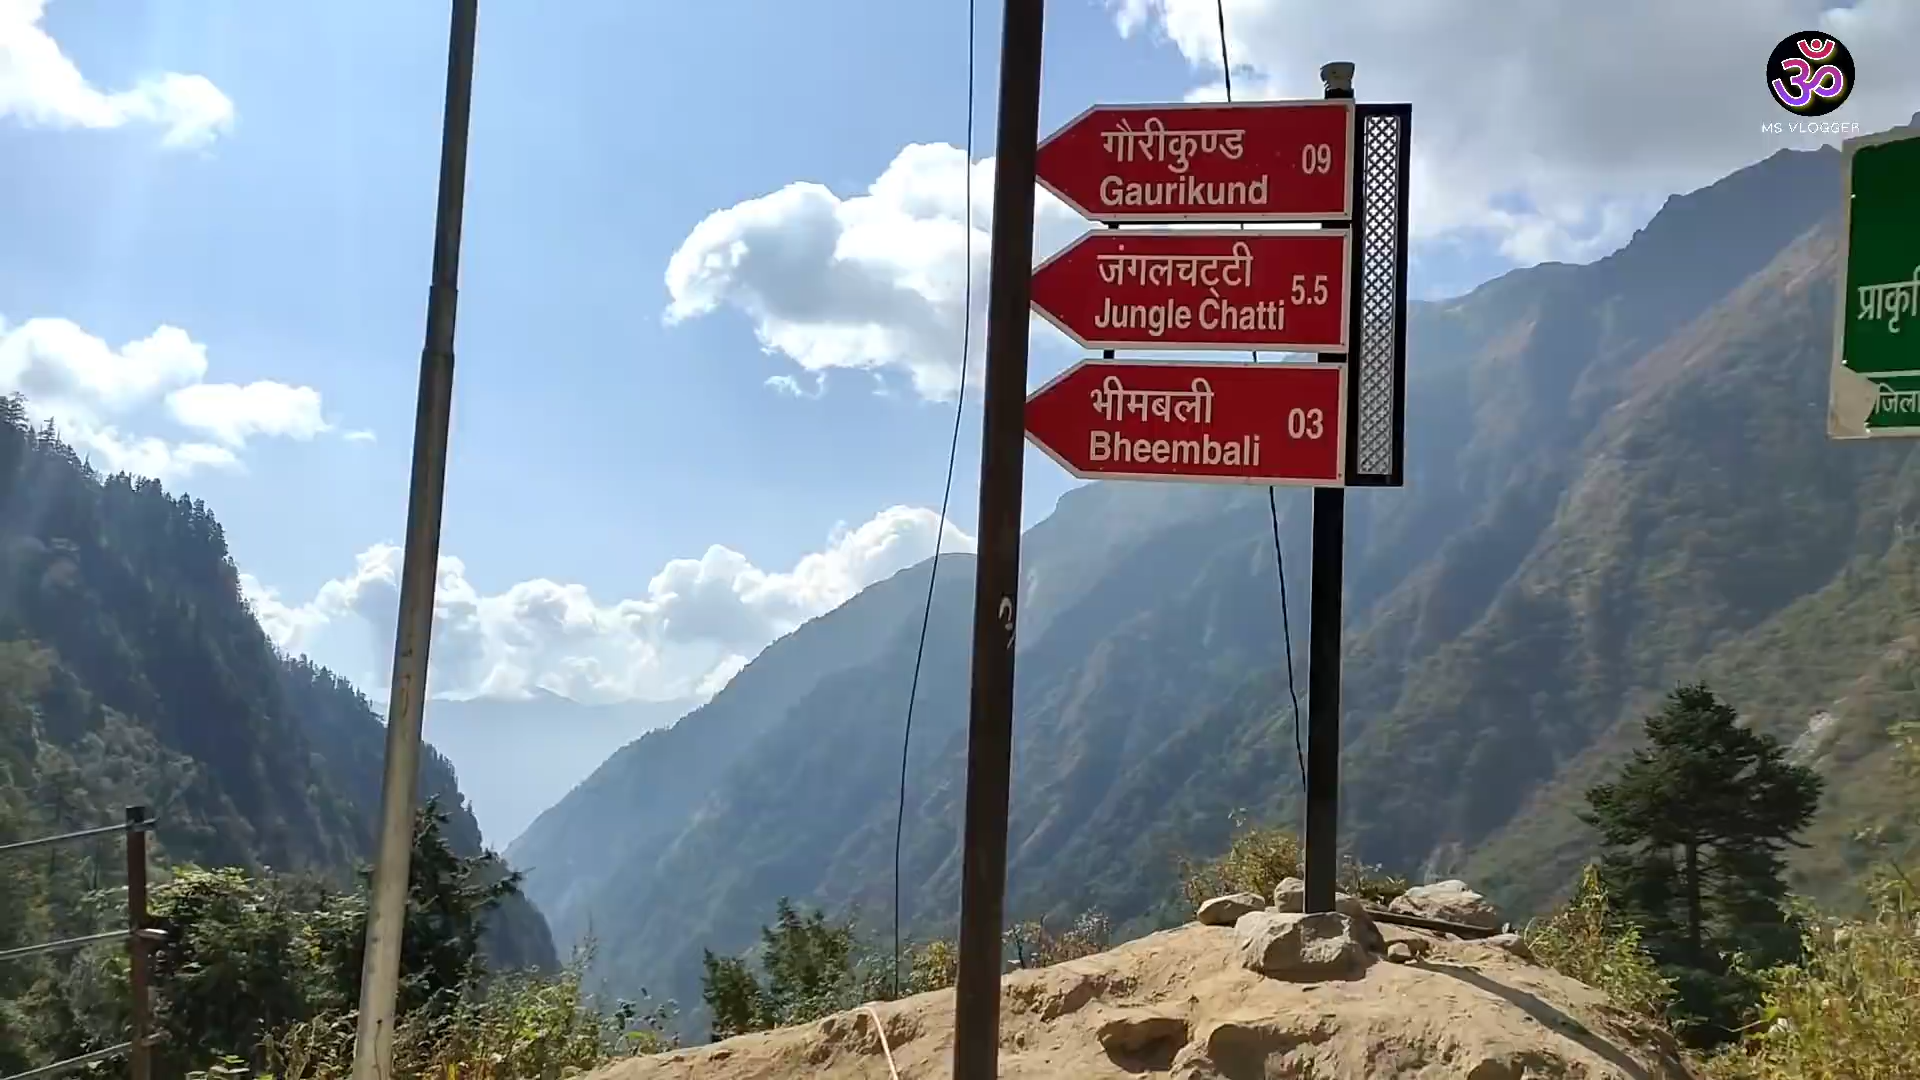 ॐ
MS VLOGGER
गौरीकुण्ड 09
Gaurikund
जंगलचट्टी 5.5
Jungle Chatti
भीमबली 03
Bheembali
जिला